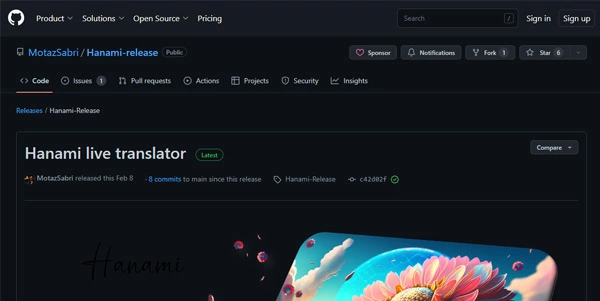 Product Solutions Open Source Pricing Search / Sign in Sign up
MotazSabri / Hanami-release Public Sponsor Notifications Fork 1 Star 6
Code Issues 1 Pull requests Actions Projects Security Insights
Releases / Hanami-Release
Hanami live translator Latest Compare
MotazSabri released this Feb 8 · 8 commits to main since this release Hanami-Release c42d02f
Hanami